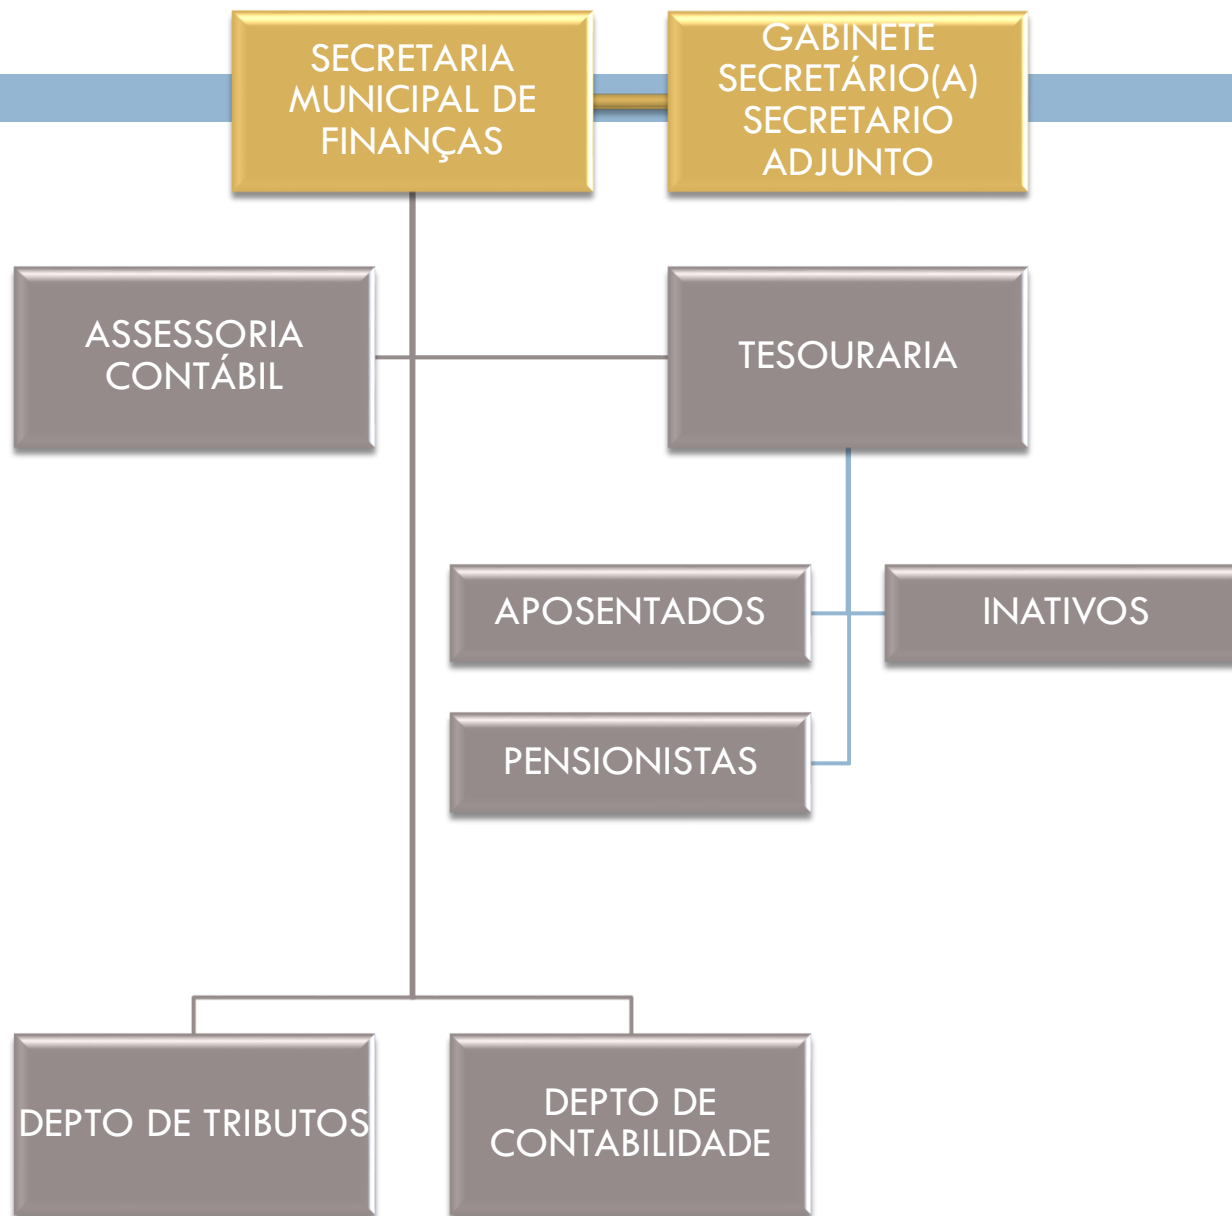 SECRETARIA
MUNICIPAL DE
FINANÇAS
GABINETE
SECRETÁRIO(A)
SECRETARIO
ADJUNTO
ASSESSORIA
CONTÁBIL
TESOURARIA
APOSENTADOS
INATIVOS
PENSIONISTAS
DEPTO DE TRIBUTOS
DEPTO DE
CONTABILIDADE